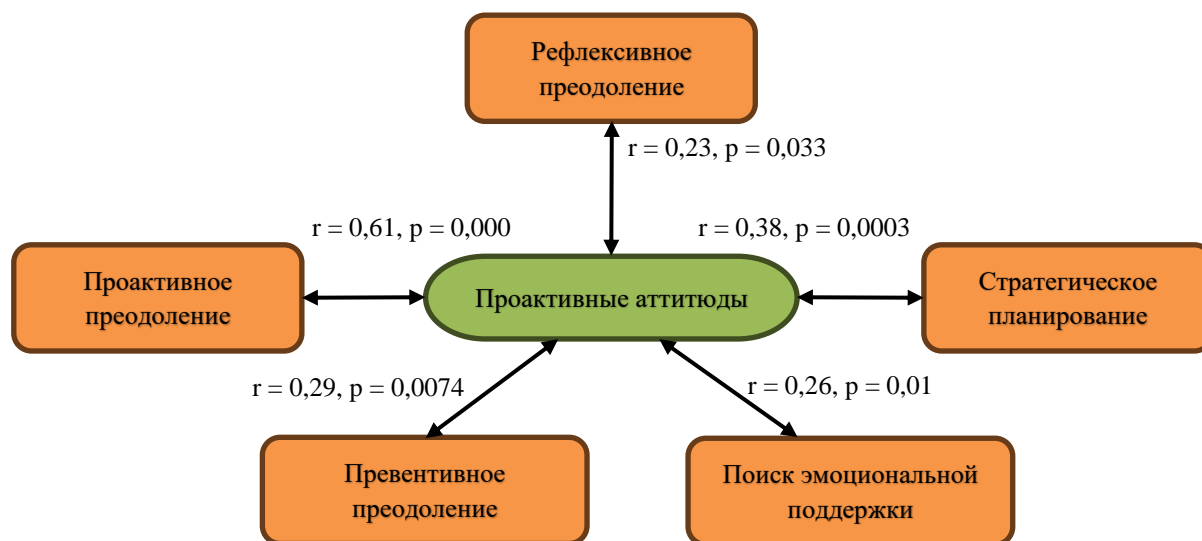 Рефлексивное
преодоление
r = 0,23, p = 0,033
r = 0,61, p = 0,000
r = 0,38, p = 0,0003
Проактивное
преодоление
Проактивные аттитюды
Стратегическое
планирование
r = 0,29, p = 0,0074
r = 0,26, p = 0,01
Превентивное
преодоление
Поиск эмоциональной
поддержки